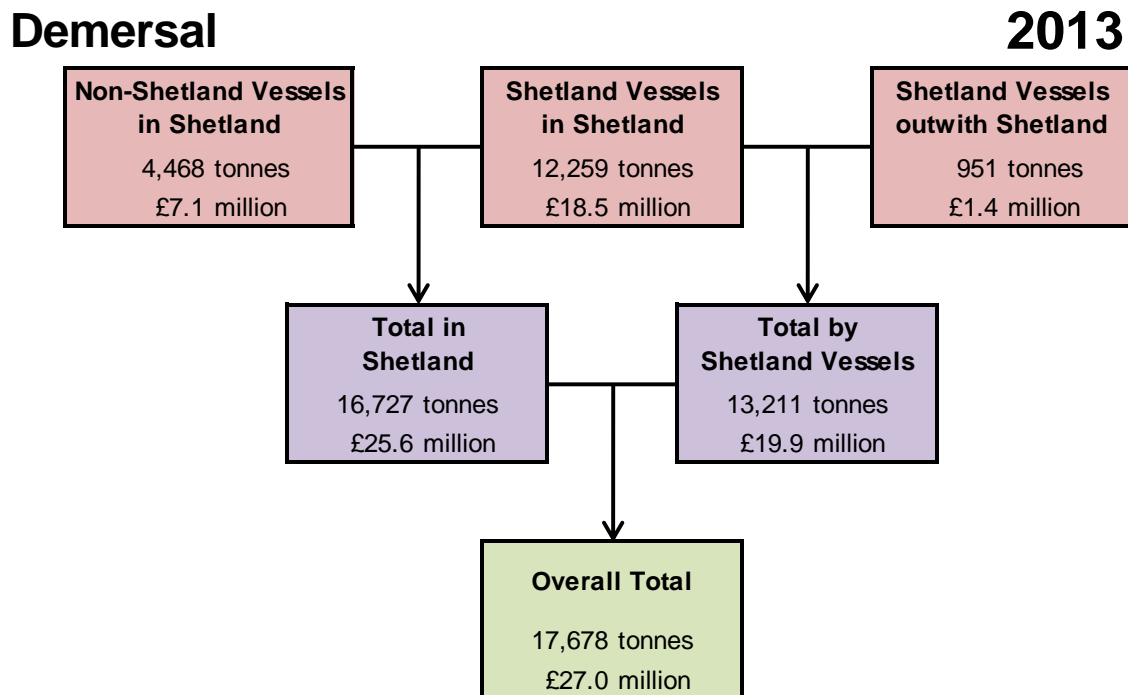 Demersal
2013
Non-Shetland Vessels
in Shetland
4,468 tonnes
£7.1 million
Shetland Vessels
in Shetland
12,259 tonnes
£18.5 million
Shetland Vessels
outwith Shetland
951 tonnes
£1.4 million
Total in
Shetland
16,727 tonnes
£25.6 million
Total by
Shetland Vessels
13,211 tonnes
£19.9 million
Overall Total
17,678 tonnes
£27.0 million